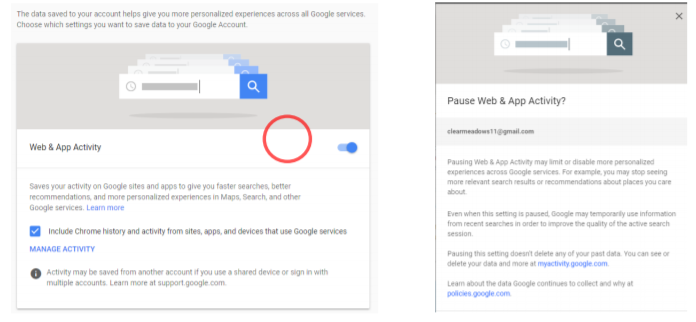 The data saved to your account helps give you more personalized experiences across all Google services.
Choose which settings you want to save data to your Google Account.
Web & App Activity
Saves your activity on Google sites and apps to give you faster searches, better
recommendations, and more personalized experiences in Maps, Search, and other
Google services. Learn more
Include Chrome history and activity from sites, apps, and devices that use Google services
MANAGE ACTIVITY
Activity may be saved from another account if you use a shared device or sign in with
multiple accounts. Learn more at support.google.com.
Pause Web & App Activity?
clearmeadows11@gmail.com
Pausing Web & App Activity may limit or disable more personalized
experiences across Google services. For example, you may stop seeing
more relevant search results or recommendations about places you care
about.
Even when this setting is paused, Google may temporarily use information
from recent searches in order to improve the quality of the active search
session.
Pausing this setting doesn't delete any of your past data. You can see or
delete your data and more at myactivity.google.com.
Learn about the data Google continues to collect and why at
policies.google.com.